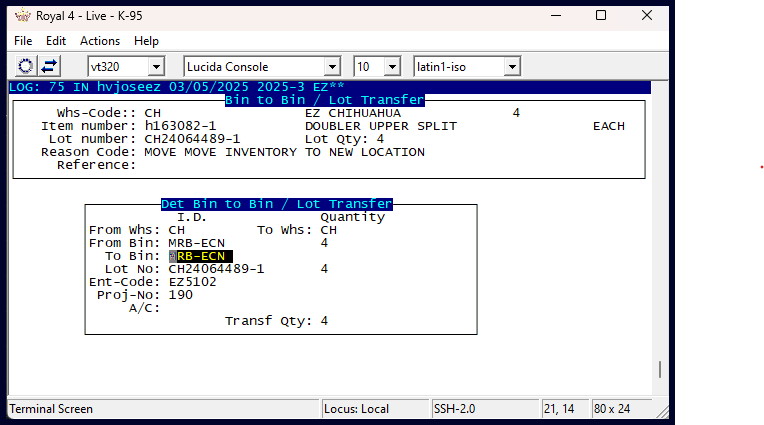 Royal 4 - Live - K-95
File Edit Actions Help
vt320 Lucida Console 10 latin1-iso
LOG: 75 IN hvjoseez 03/05/2025 2025-3 EZ**
Bin to Bin / Lot Transfer
Whs-Code:: CH EZ CHIHUAHUA 4
Item number: h163082-1 DOUBLER UPPER SPLIT EACH
Lot number: CH24064489-1 Lot Qty: 4
Reason Code: MOVE MOVE INVENTORY TO NEW LOCATION
Reference:
Det Bin to Bin / Lot Transfer
I.D. Quantity
From Whs: CH To Whs: CH
From Bin: MRB-ECN 4
To Bin: RB-ECN
Lot No: CH24064489-1 4
Ent-Code: EZ5102
Proj-No: 190
A/C:
Transf Qty: 4
Terminal Screen Locus: Local SSH-2.0 21, 14 80 x 24